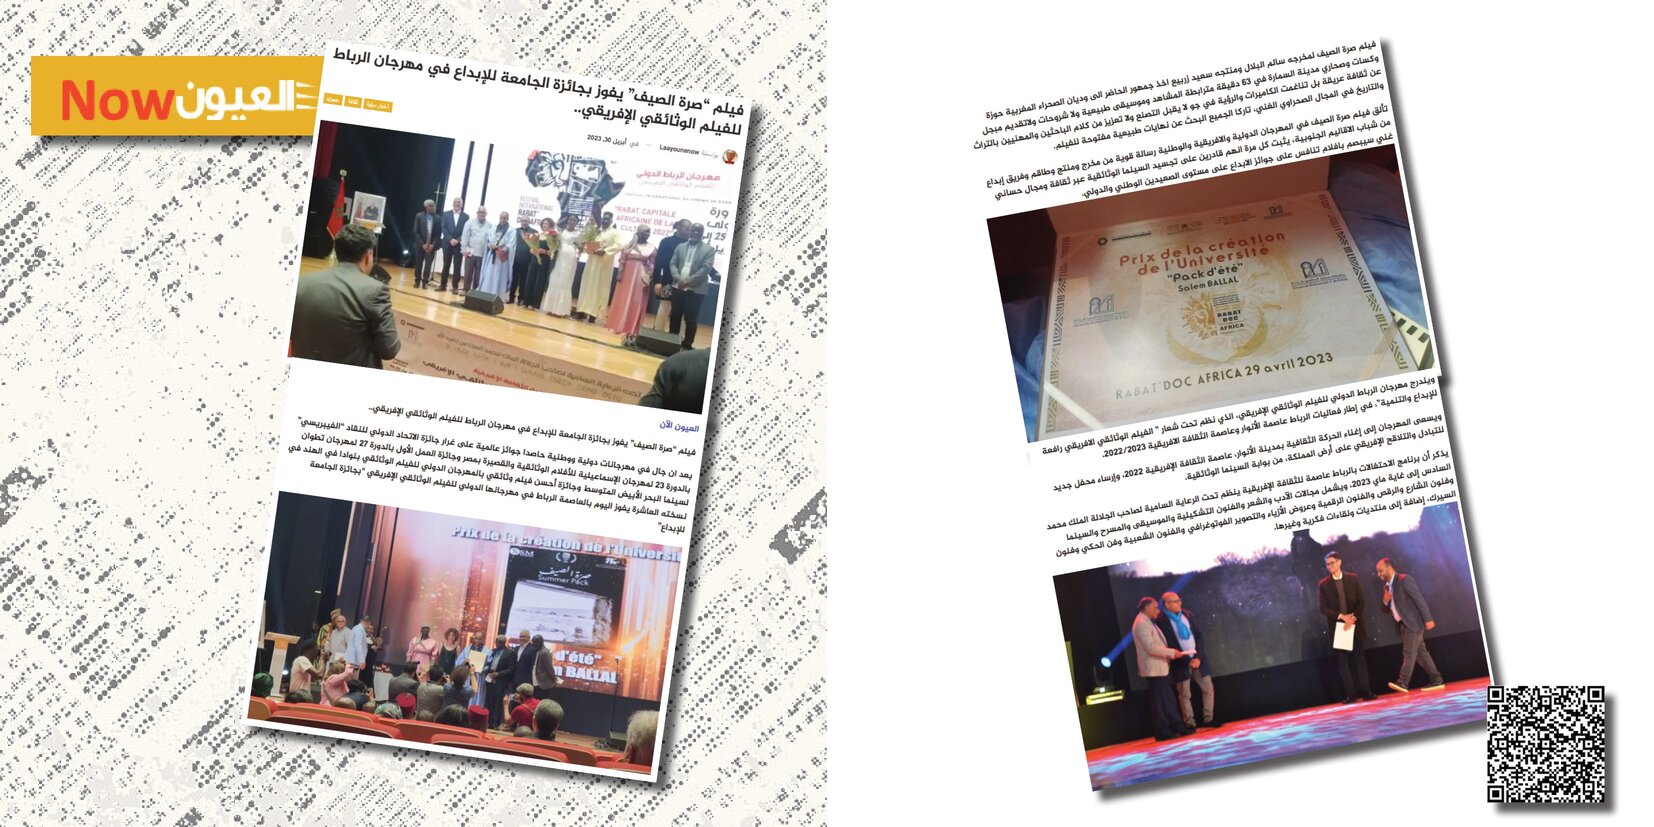 العيون Now
فيلم “صرة الصيف” يفوز بجائزة الجامعة للإبداع في مهرجان الرباط
للفيلم الوثائقي الإفريقي..
أخبار دولية
ثقافة
جهوي
بواسطة Laayounenow — في أبريل 30, 2023
مهرجان الرباط الدولي
للفيلم الوثائقي الإفريقي
FESTIVAL
INTERNATIONAL
"RABAT, CAPITALE
AFRICAINE DE LA
CULTURE 2022"
العيون الآن
فيلم “صرة الصيف” يفوز بجائزة الجامعة للإبداع في مهرجان الرباط للفيلم الوثائقي الإفريقي..
بعد ان جال في مهرجانات دولية ووطنية حاصدا جوائز عالمية على غرار جائزة الاتحاد الدولي للنقاد “الفيبريسي”
بالدورة 23 لمهرجان الإسماعيلية للأفلام الوثائقية والقصيرة بمصر وجائزة العمل الأول بالدورة 27 لمهرجان تطوان
لسينما البحر الأبيض المتوسط وجائزة أحسن فيلم وثائقي بالمهرجان الدولي للفيلم الوثائقي بنوادا في الهند في
نسخته العاشرة يفوز اليوم بالعاصمة الرباط في مهرجانها الدولي للفيلم الوثائقي الإفريقي “بجائزة الجامعة
للإبداع”
Prix de la création de l'Universit
صرة الصيف
Summer Pack
d'été"
BALLAL
فيلم صرة الصيف لمخرجه سالم البلال ومنتجه سعيد زريبيع اخذ جمهور الحاضر الى وديان الصحراء المغربية حوزة
وكسات وصحاري مدينة السمارة في 63 دقيقة مترابطة المشاهد وموسيقى طبيعية ولا شروحات ولاتقديم مبجل
عن ثقافة عريقة بل تناغمت الكاميرات والرؤية في جو لا يقبل التصنع ولا تعزيز من كلام الباحثين والمهنيين بالتراث
والتاريخ في المجال الصحراوي الفني، تاركا الجميع البحث عن نهايات طبيعية مفتوحة للفيلم.
تألق فيلم صرة الصيف في المهرجان الدولية والافريقية والوطنية رسالة قوية من مخرج ومنتج وطاقم وفريق إبداع
من شباب الاقاليم الجنوبية، يثبت كل مرة انهم قادرين على تجسيد السينما الوثائقية عبر ثقافة ومجال حساني
غني سيبصم بافلام تنافس على جوائز الابداع على مستوى الصعيدين الوطني والدولي.
Prix de la création
de l'Université
"Pack d'été"
Salem BALLAL
RABAT
DOC
AFRICA
RABAT DOC AFRICA 29 avril 2023
ويندرج مهرجان الرباط الدولي للفيلم الوثائقي الإفريقي، الذي نظم تحت شعار “ الفيلم الوثائقي الافريقي رافعة
للإبداع والتنمية”، في إطار فعاليات الرباط عاصمة الأنوار وعاصمة الثقافة الافريقية 2022/2023.
ويسعى المهرجان إلى إغناء الحركة الثقافية بمدينة الأنوار، عاصمة الثقافة الإفريقية 2022، وإرساء محفل جديد
للتبادل والتلاقح الإفريقي على أرض المملكة، من بوابة السينما الوثائقية.
يذكر أن برنامج الاحتفالات بالرباط عاصمة للثقافة الإفريقية ينظم تحت الرعاية السامية لصاحب الجلالة الملك محمد
السادس إلى غاية ماي 2023، ويشمل مجالات الأدب والشعر والفنون التشكيلية والموسيقى والمسرح والسينما
وفنون الشارع والرقص والفنون الرقمية وعروض الأزياء والتصوير الفوتوغرافي والفنون الشعبية وفن الحكي وفنون
السيرك، إضافة إلى منتديات ولقاءات فكرية وغيرها.